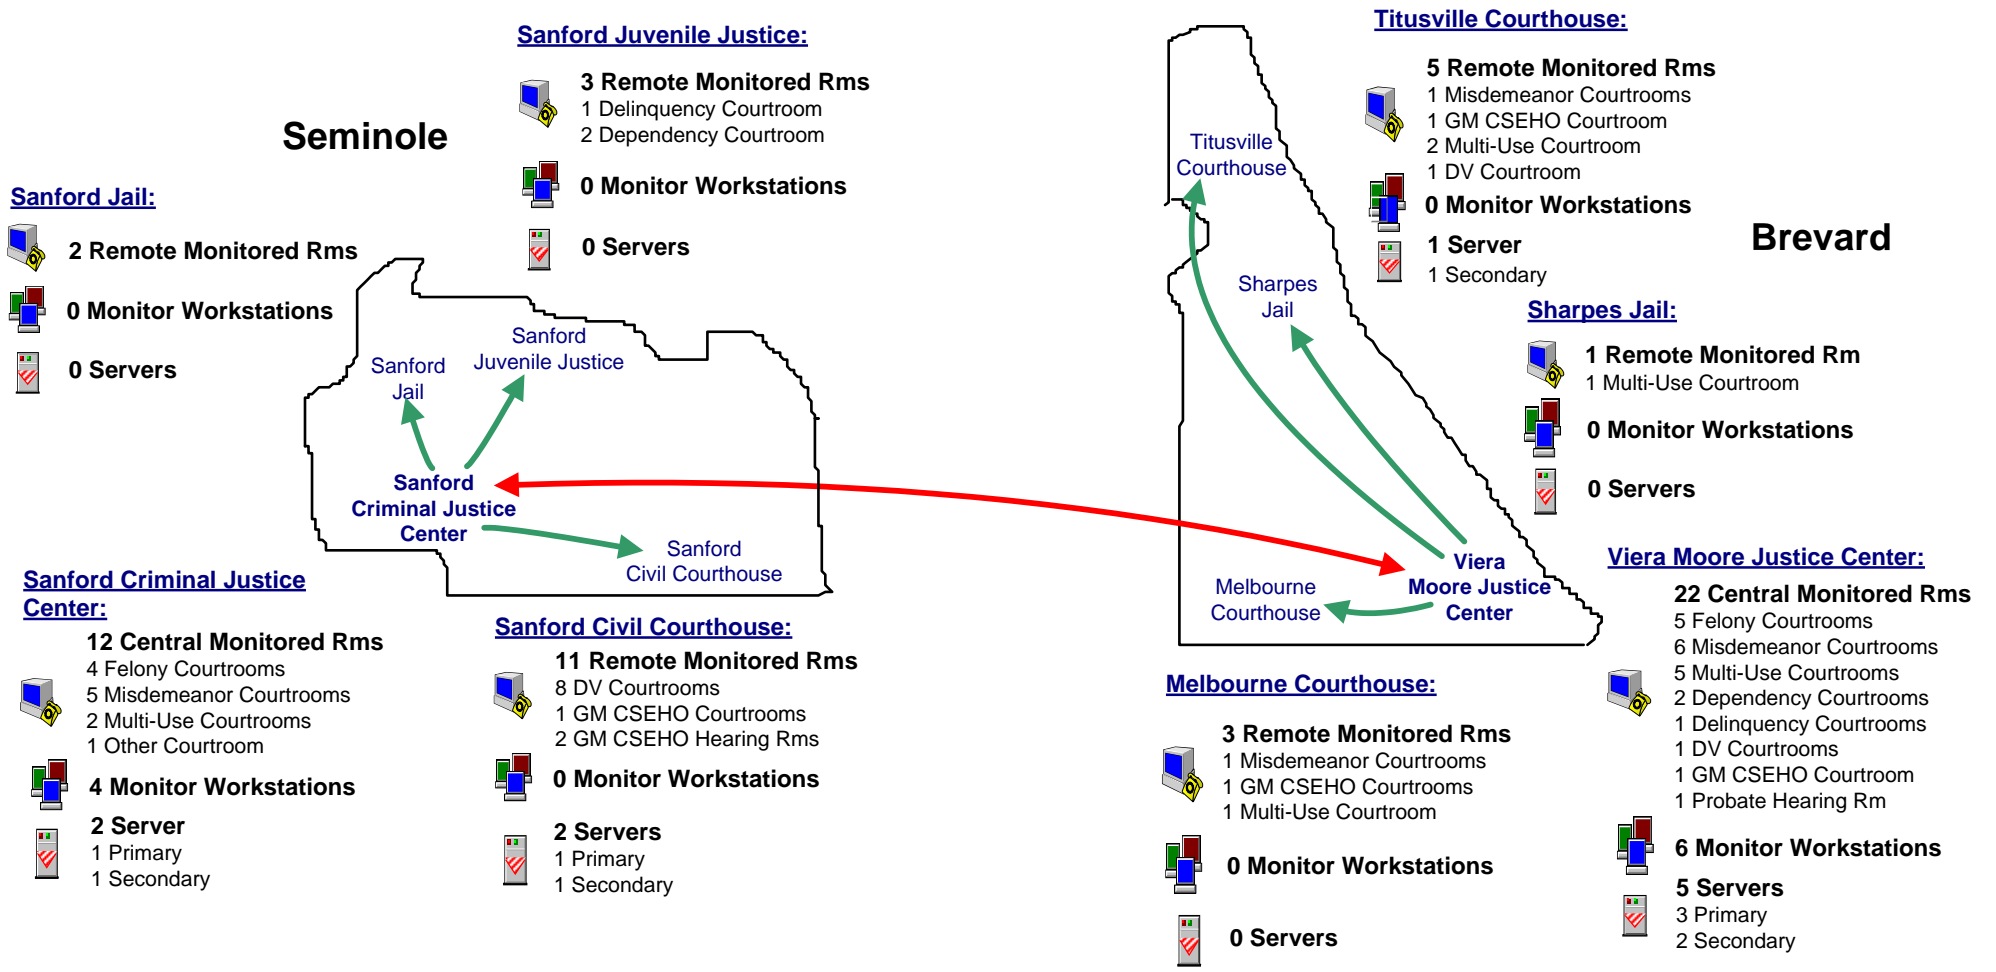 Seminole
Sanford Juvenile Justice:
3 Remote Monitored Rms
1 Delinquency Courtroom
2 Dependency Courtroom
0 Monitor Workstations
0 Servers
Sanford Jail:
2 Remote Monitored Rms
0 Monitor Workstations
0 Servers
Sanford
Jail
Sanford
Juvenile Justice
Sanford
Criminal Justice
Center
Sanford
Civil Courthouse
Sanford Criminal Justice
Center:
12 Central Monitored Rms
4 Felony Courtrooms
5 Misdemeanor Courtrooms
2 Multi-Use Courtrooms
1 Other Courtroom
4 Monitor Workstations
2 Server
1 Primary
1 Secondary
Sanford Civil Courthouse:
11 Remote Monitored Rms
8 DV Courtrooms
1 GM CSEHO Courtrooms
2 GM CSEHO Hearing Rms
0 Monitor Workstations
2 Servers
1 Primary
1 Secondary
Brevard
Titusville Courthouse:
5 Remote Monitored Rms
1 Misdemeanor Courtrooms
1 GM CSEHO Courtroom
2 Multi-Use Courtroom
1 DV Courtroom
0 Monitor Workstations
1 Server
1 Secondary
Titusville
Courthouse
Sharpes
Jail
Viera
Moore Justice
Center
Melbourne
Courthouse
Sharpes Jail:
1 Remote Monitored Rm
1 Multi-Use Courtroom
0 Monitor Workstations
0 Servers
Melbourne Courthouse:
3 Remote Monitored Rms
1 Misdemeanor Courtrooms
1 GM CSEHO Courtrooms
1 Multi-Use Courtroom
0 Monitor Workstations
0 Servers
Viera Moore Justice Center:
22 Central Monitored Rms
5 Felony Courtrooms
6 Misdemeanor Courtrooms
5 Multi-Use Courtrooms
2 Dependency Courtrooms
1 Delinquency Courtrooms
1 DV Courtrooms
1 GM CSEHO Courtroom
1 Probate Hearing Rm
6 Monitor Workstations
5 Servers
3 Primary
2 Secondary